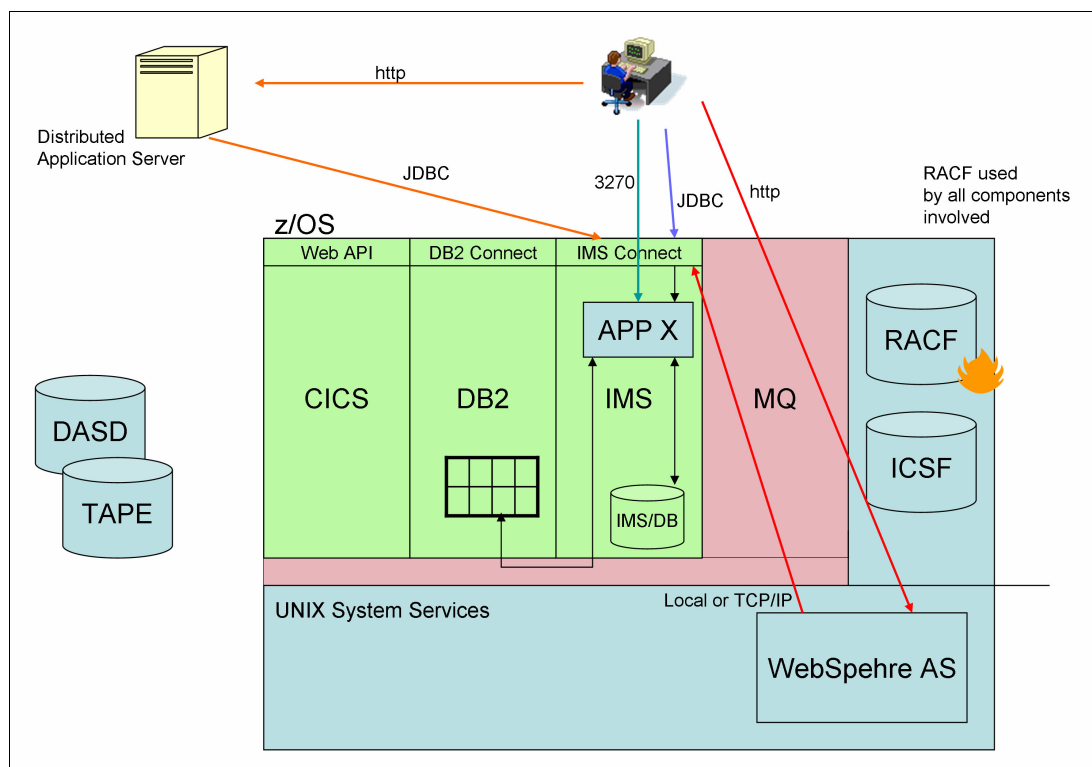 http
Distributed
Application Server
JDBC
3270
JDBC
http
RACF used
by all components
involved
z/OS
Web API
DB2 Connect
IMS Connect
APP X
RACF
CICS
DB2
IMS
MQ
DASD
TAPE
ICSF
IMS/DB
UNIX System Services
Local or TCP/IP
WebSpehre AS